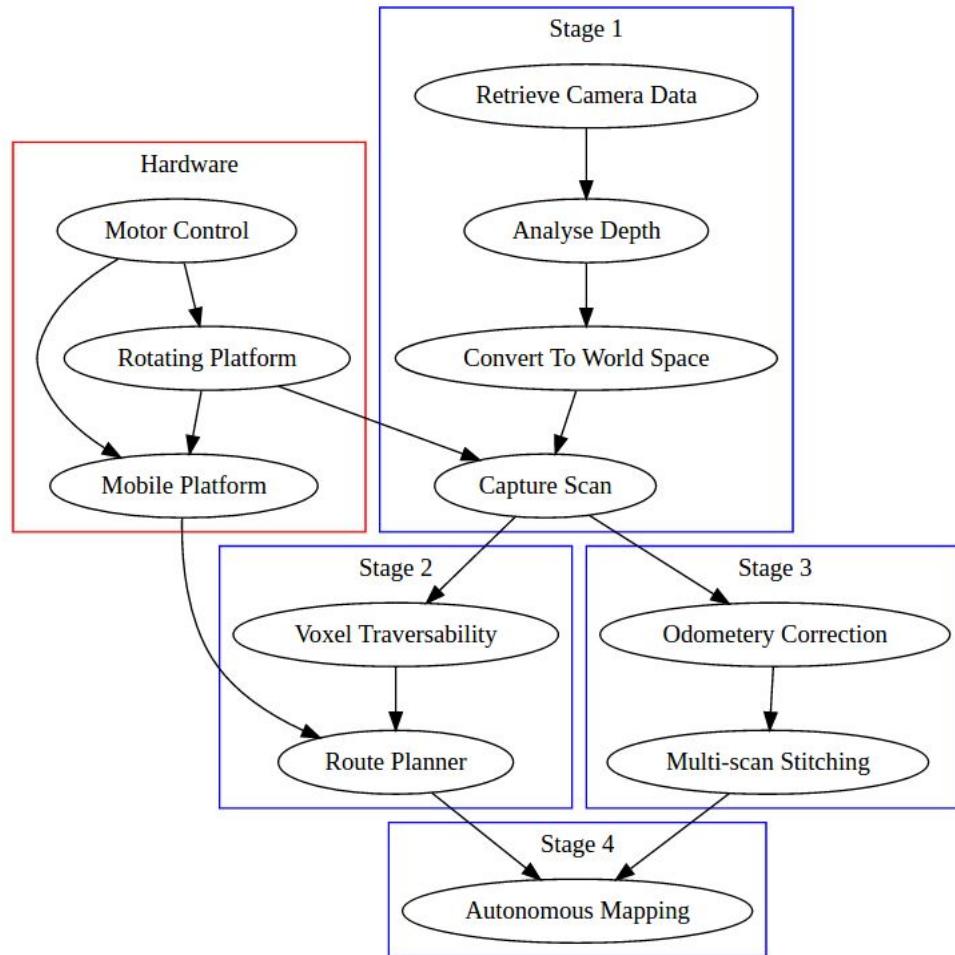 Stage 1
Retrieve Camera Data
Hardware
Motor Control
Analyse Depth
Rotating Platform
Convert To World Space
Mobile Platform
Capture Scan
Stage 2
Stage 3
Voxel Traversability
Odometery Correction
Route Planner
Multi-scan Stitching
Stage 4
Autonomous Mapping